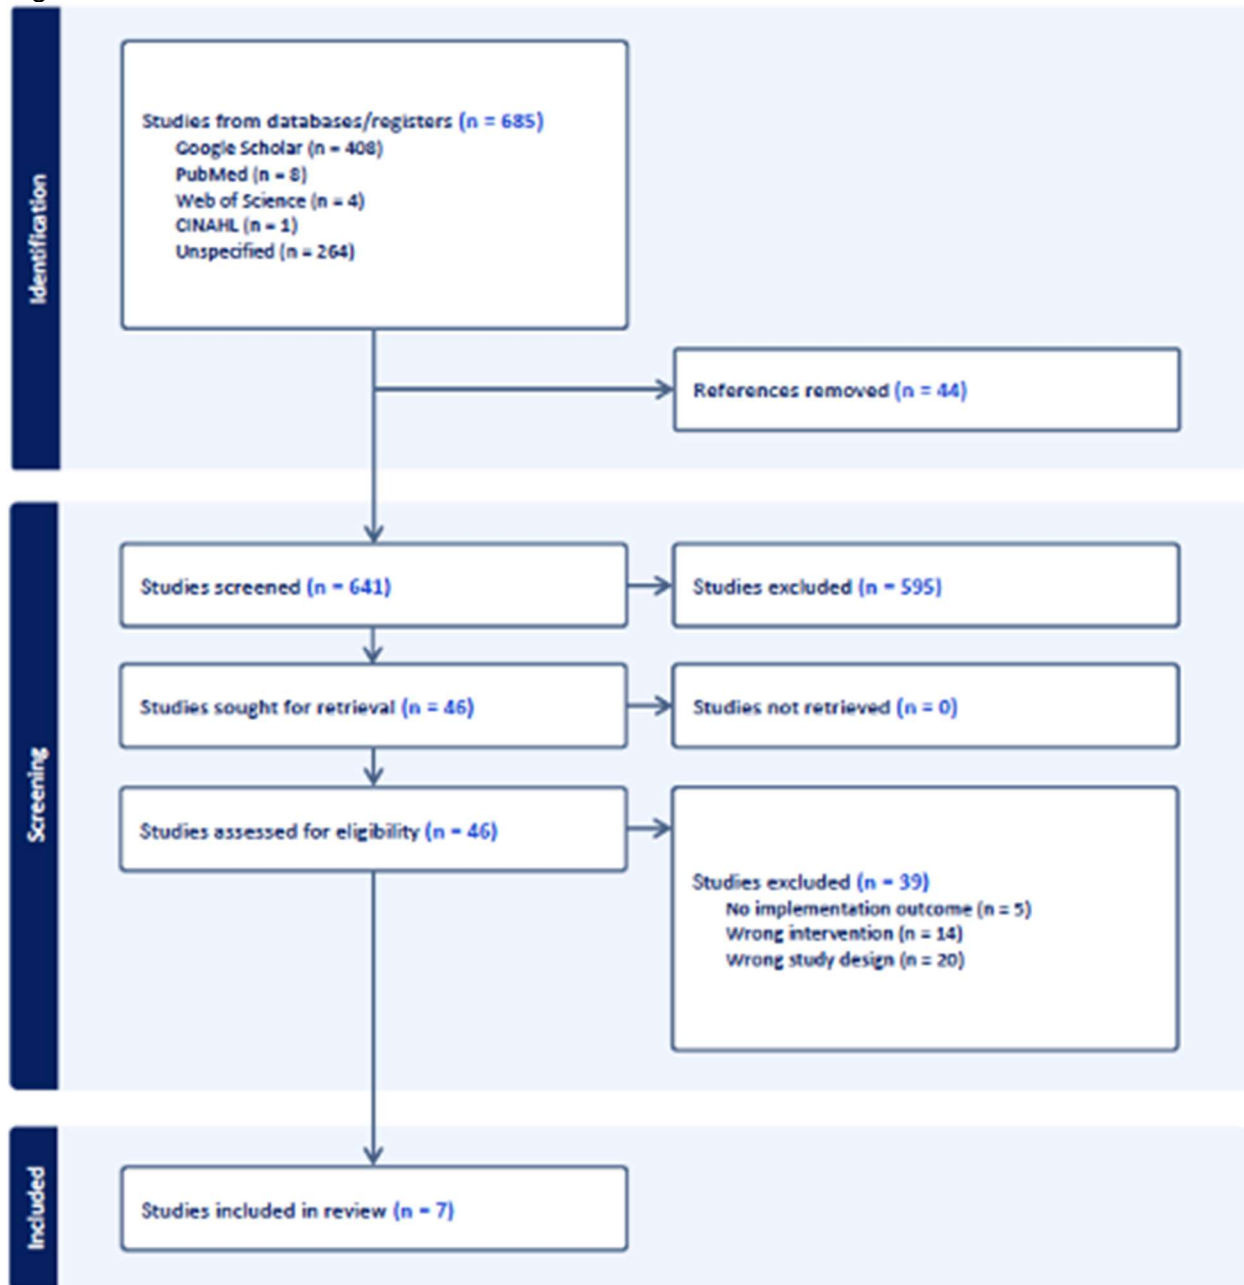 Identification
Studies from databases/registers (n = 685)
Google Scholar (n = 408)
PubMed (n = 8)
Web of Science (n = 4)
CINAHL (n = 1)
Unspecified (n = 264)
References removed (n = 44)
Screening
Studies screened (n = 641)
Studies excluded (n = 595)
Studies sought for retrieval (n = 46)
Studies not retrieved (n = 0)
Studies assessed for eligibility (n = 46)
Studies excluded (n = 39)
No implementation outcome (n = 5)
Wrong intervention (n = 14)
Wrong study design (n = 20)
Included
Studies included in review (n = 7)